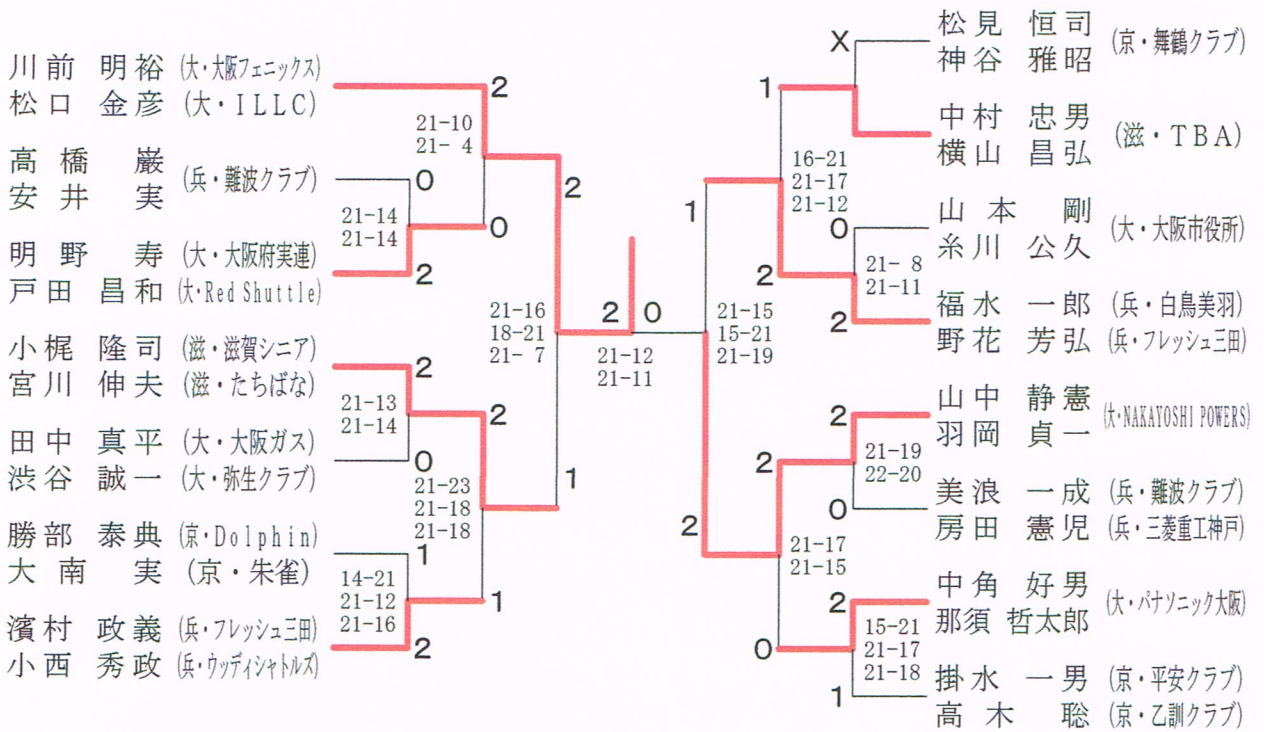 川前 明裕 (大・大阪フェニックス)
松口 金彦 (大・ILLC)
高橋 巌
安井 実
(兵・難波クラブ)
明野 寿 (大・大阪府実連)
戸田 昌和 (大・Red Shuttle)
小梶 隆司 (滋・滋賀シニア)
宮川 伸夫 (滋・たちばな)
田中 真平 (大・大阪ガス)
渋谷 誠一 (大・弥生クラブ)
勝部 泰典 (京・Dolphin)
大南 実 (京・朱雀)
濱村 政義 (兵・フレッシュ三田)
小西 秀政 (兵・ウッディシャトルズ)
2
21-10
21- 4
0
0
21-14
21-14
2
2
21-13
21-14
0
2
21-23
21-18
21-18
1
14-21
21-12
21-16
1
2
2
21-16
18-21
21- 7
1
2 0
21-12
21-11
1
21-15
15-21
21-19
2
X
1
16-21
21-17
21-12
0
21- 8
21-11
2
2
2
21-19
22-20
0
2
21-17
21-15
2
15-21
21-17
21-18
0
1
松見 恒司
神谷 雅昭
(京・舞鶴クラブ)
中村 忠男
横山 昌弘
(滋・TBA)
山本 剛
糸川 公久
(大・大阪市役所)
福水 一郎 (兵・白鳥美羽)
野花 芳弘 (兵・フレッシュ三田)
山中 静憲
羽岡 貞一
(大・NAKAYOSHI POWERS)
美浪 一成 (兵・難波クラブ)
房田 憲児 (兵・三菱重工神戸)
中角 好男
那須 哲太郎
(大・パナソニック大阪)
掛水 一男 (京・平安クラブ)
高木 聡 (京・乙訓クラブ)